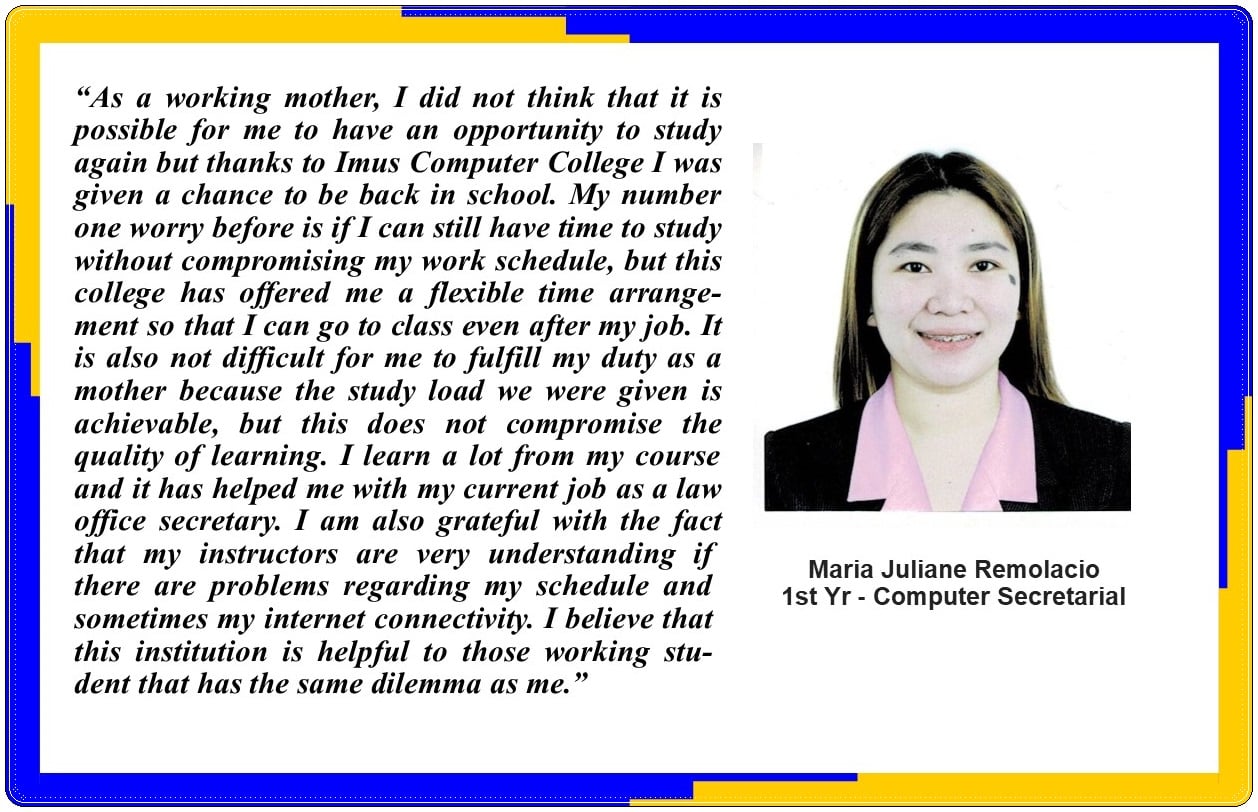 “As a working mother, I did not think that it is
possible for me to have an opportunity to study
again but thanks to Imus Computer College I was
given a chance to be back in school. My number
one worry before is if I can still have time to study
without compromising my work schedule, but this
college has offered me a flexible time arrange-
ment so that I can go to class even after my job. It
is also not difficult for me to fulfill my duty as a
mother because the study load we were given is
achievable, but this does not compromise the
quality of learning. I learn a lot from my course
and it has helped me with my current job as a law
office secretary. I am also grateful with the fact
that my instructors are very understanding if
there are problems regarding my schedule and
sometimes my internet connectivity. I believe that
this institution is helpful to those working stu-
dent that has the same dilemma as me.”
Maria Juliane Remolacio
1st Yr - Computer Secretarial